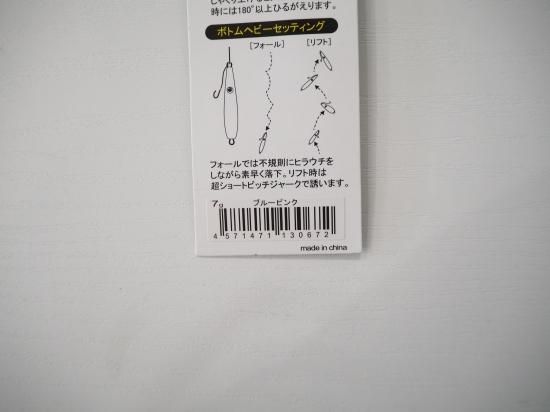 時には180°以上ひるがえります。
ボトムヘビーセッティング
[フォール] [リフト]
フォールでは不規則にヒラウチを
しながら素早く落下。リフト時は
超ショートピッチジャークで誘います。
7g ブルーピンク
4 571471 130672
made in china